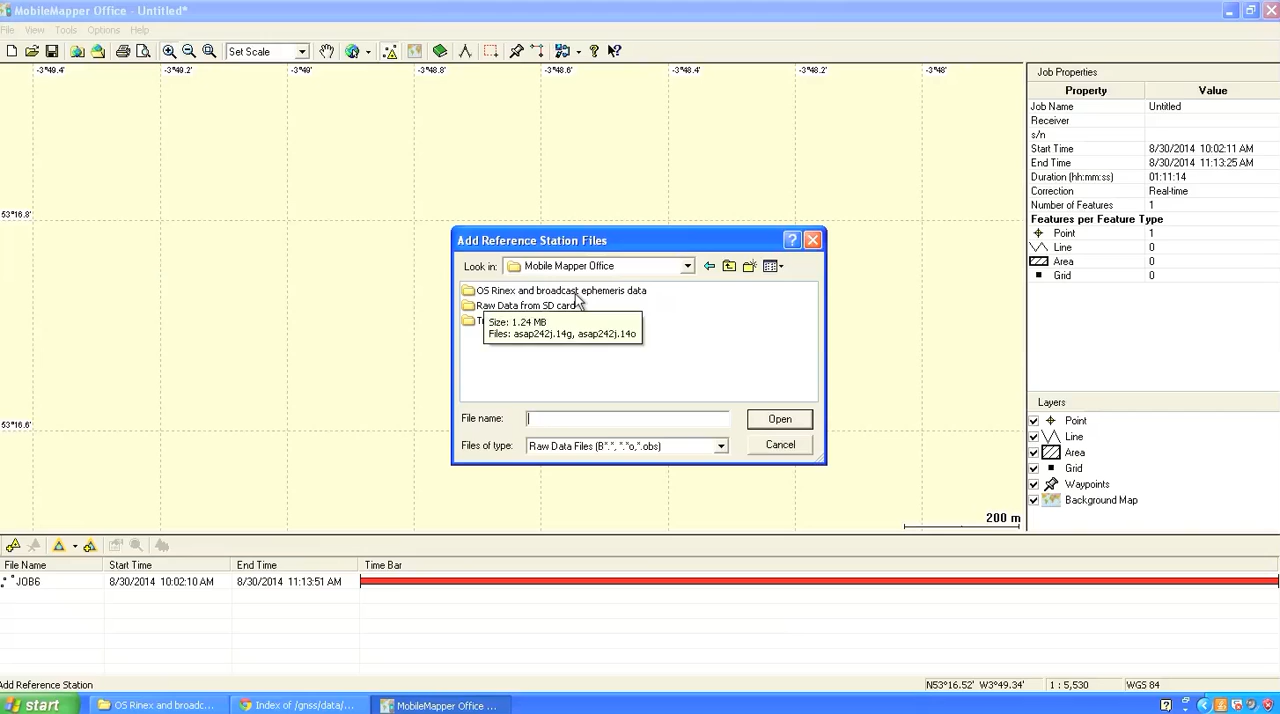 MobileMapper Office - Untitled*
File View Tools Options Help
Set Scale
-3°49.4' -3°49.2' -3°49' -3°48.8' -3°48.6' -3°48.4' -3°48.2' -3°48'
53°16.8'
53°16.6'
200 m
Job Properties
Property Value
Job Name Untitled
Receiver
s/n
Start Time 8/30/2014 10:02:11 AM
End Time 8/30/2014 11:13:25 AM
Duration (hh:mm:ss) 01:11:14
Correction Real-time
Number of Features 1
Features per Feature Type
Point 1
Line 0
Area 0
Grid 0
Layers
Point
Line
Area
Grid
Waypoints
Background Map
Add Reference Station Files
Look in: Mobile Mapper Office
OS Rinex and broadcast ephemeris data
Raw Data from SD card
Size: 1.24 MB
Files: asap242j.14g, asap242j.14o
File name:
Open
Files of type: Raw Data Files (B*.*, *.*o,*.obs)
Cancel
File Name Start Time End Time Time Bar
JOB6 8/30/2014 10:02:10 AM 8/30/2014 11:13:51 AM
Add Reference Station
N53°16.52' W3°49.34' 1 : 5,530 WGS 84
start OS Rinex and broadc... Index of /gnss/data/... MobileMapper Office ...